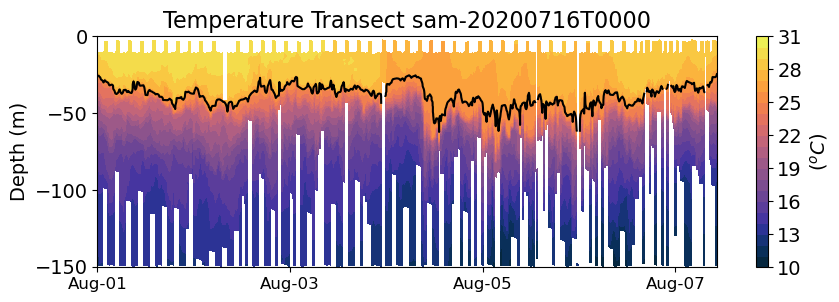 Temperature Transect sam-20200716T0000
0
−50
−100
−150
Depth (m)
Aug-01
Aug-03
Aug-05
Aug-07
31
28
25
22
19
16
13
10
(°C)